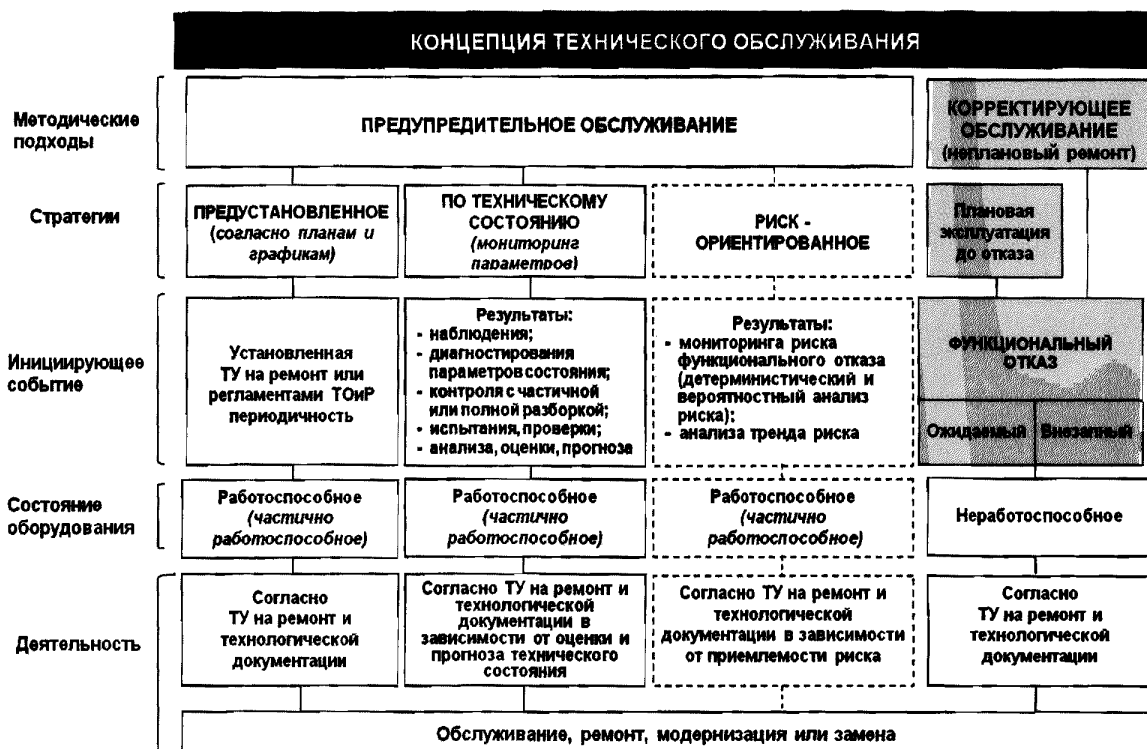 КОНЦЕПЦИЯ ТЕХНИЧЕСКОГО ОБСЛУЖИВАНИЯ
Методические
подходы
ПРЕДУПРЕДИТЕЛЬНОЕ ОБСЛУЖИВАНИЕ
КОРРЕКТИРУЮЩЕЕ
ОБСЛУЖИВАНИЕ
(неплановый ремонт)
Стратегии
ПРЕДУСТАНОВЛЕННОЕ
(согласно планам и
графикам)
ПО ТЕХНИЧЕСКОМУ
СОСТОЯНИЮ
(мониторинг
параметров)
РИСК -
ОРИЕНТИРОВАННОЕ
Плановая
эксплуатация
до отказа
Инициирующее
событие
Установленная
ТУ на ремонт или
регламентами ТОиР
периодичность
Результаты:
- наблюдения;
- диагностирования
параметров состояния;
- контроля с частичной
или полной разборкой;
- испытания, проверки;
- анализа, оценки, прогноза
Результаты:
- мониторинга риска
функционального отказа
(детерминистический и
вероятностный анализ
риска);
- анализа тренда риска
ФУНКЦИОНАЛЬНЫЙ
ОТКАЗ
Ожидаемый
Внезапный
Состояние
оборудования
Работоспособное
(частично
работоспособное)
Работоспособное
(частично
работоспособное)
Работоспособное
(частично
работоспособное)
Неработоспособное
Деятельность
Согласно
ТУ на ремонт и
технологической
документации
Согласно ТУ на ремонт и
технологической
документации в
зависимости от оценки и
прогноза технического
состояния
Согласно ТУ на ремонт и
технологической
документации в зависимости
от приемлемости риска
Согласно
ТУ на ремонт и
технологической
документации
Обслуживание, ремонт, модернизация или замена